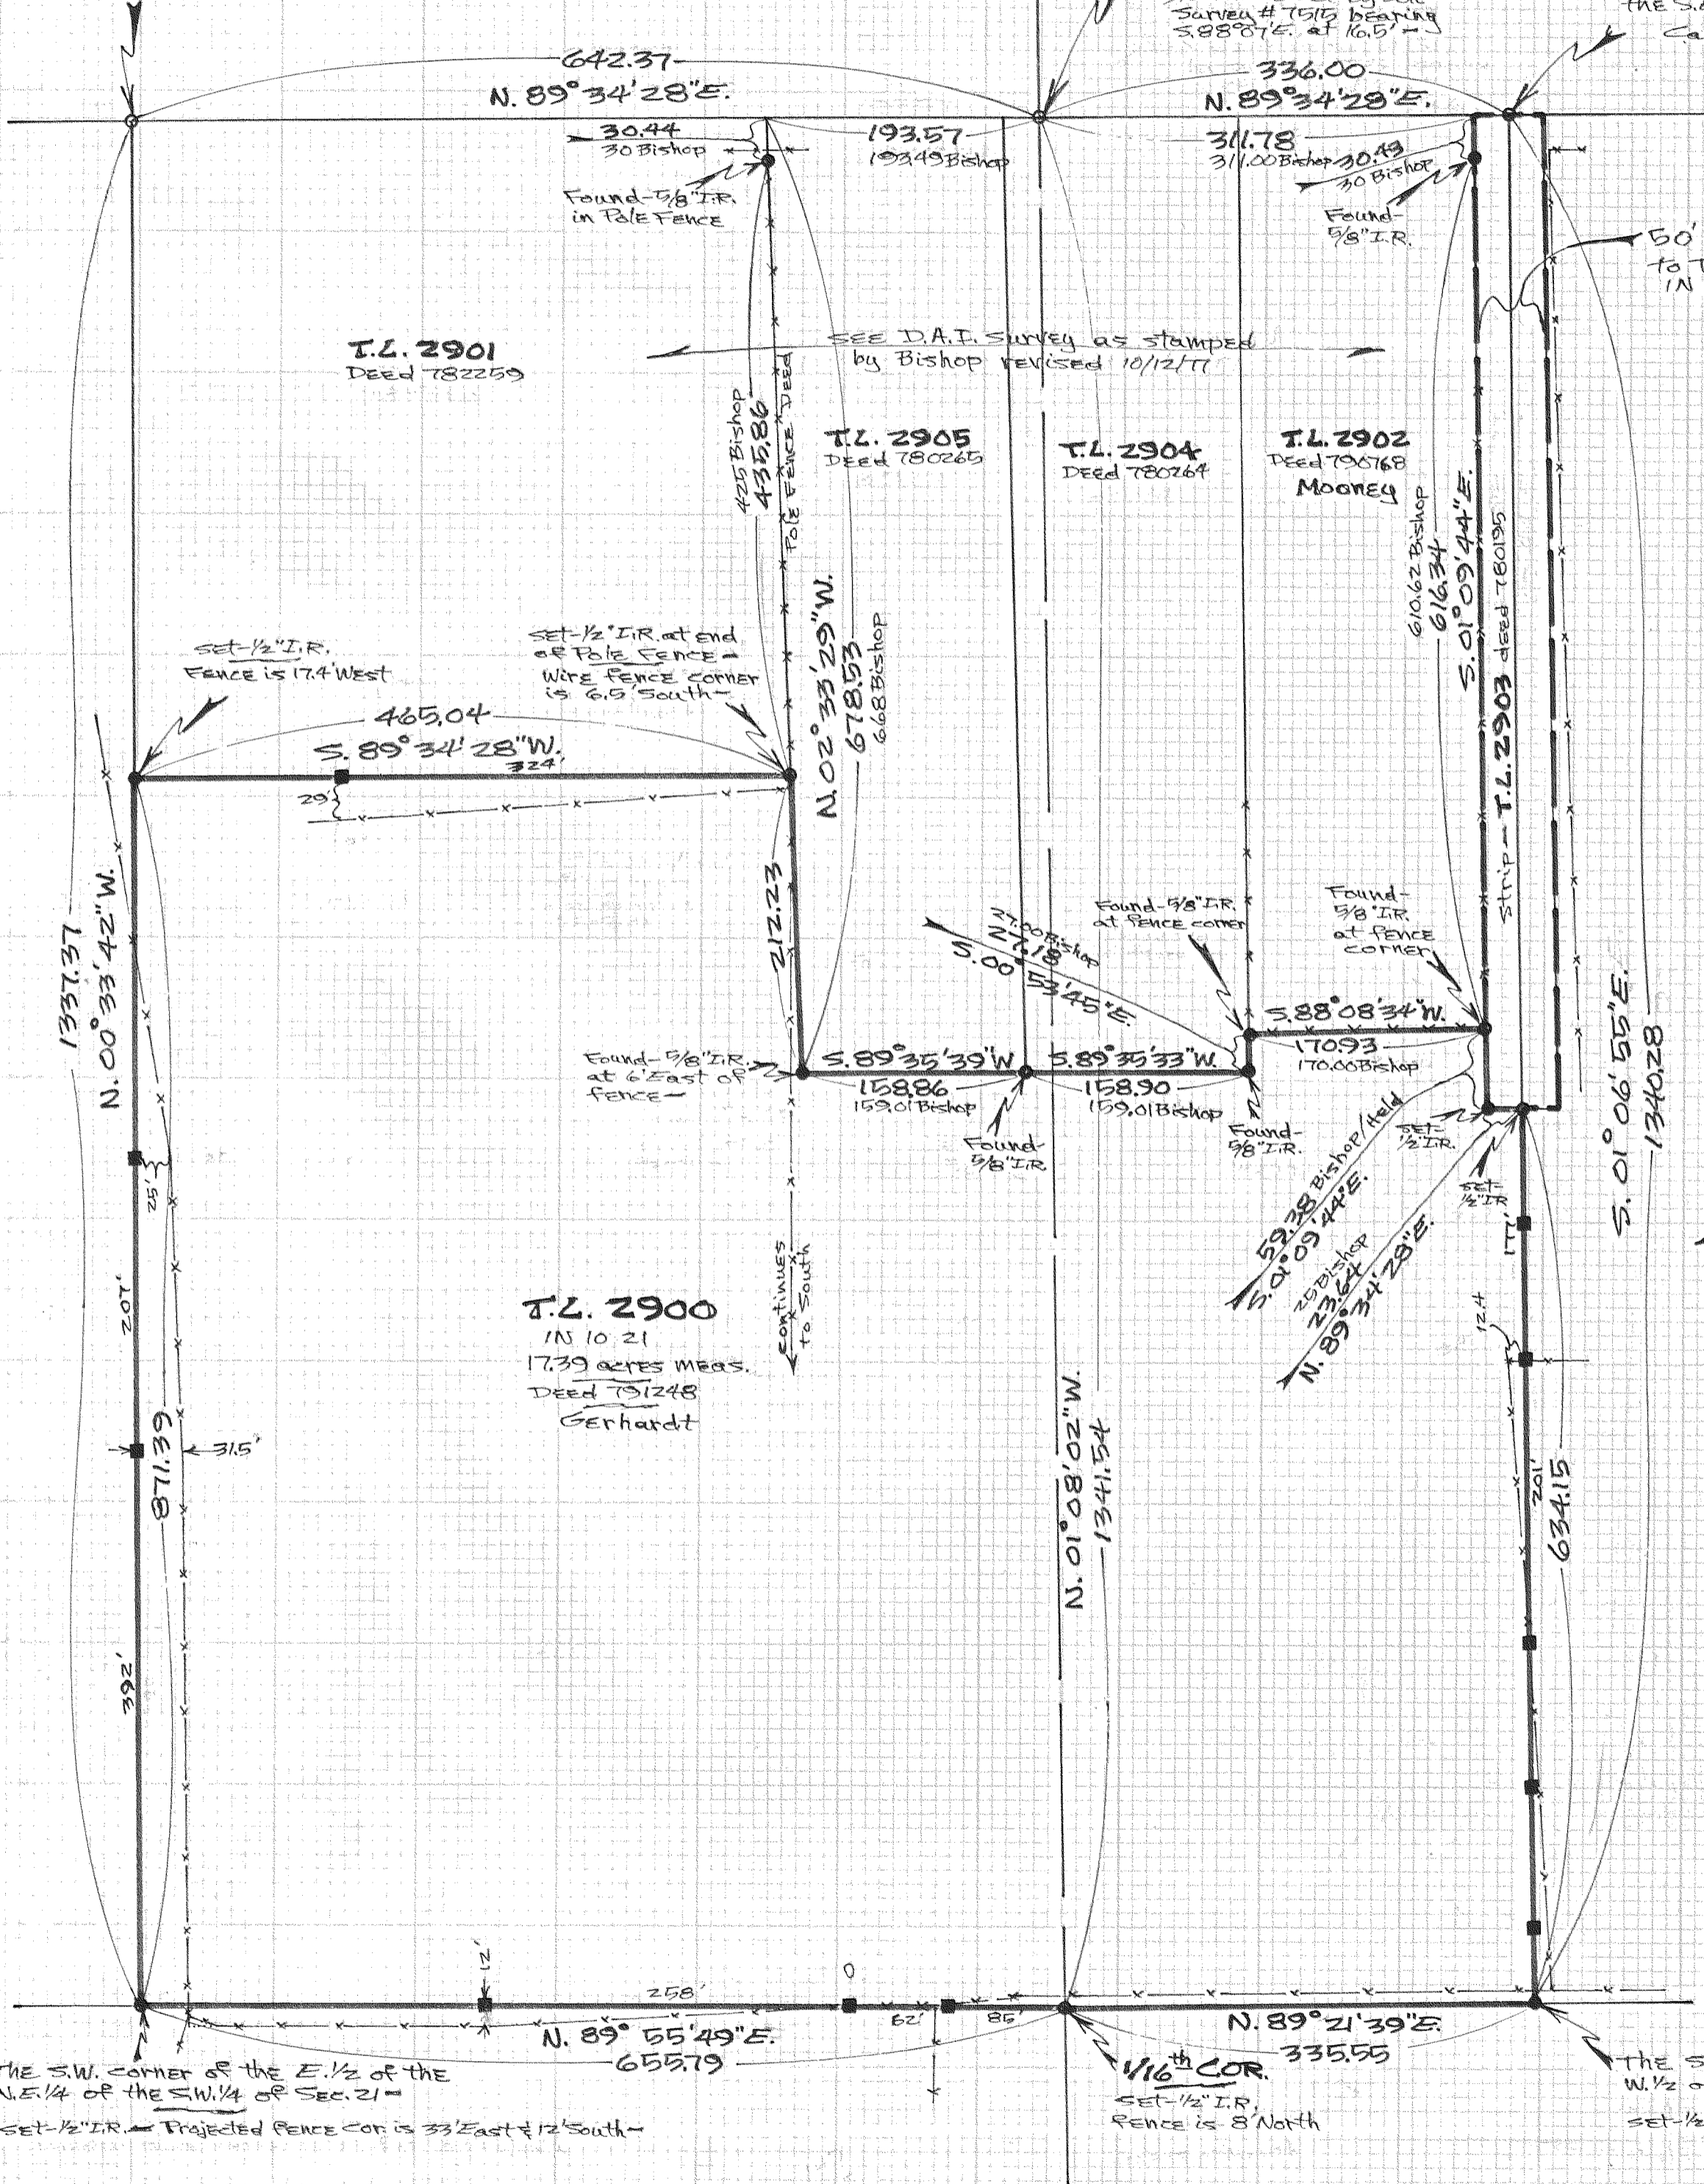 Survey # 7515 bearing
S.88°07'E. at 16.5'-
the S.
Ca
642.37
N. 89°34'28"E.
336.00
N. 89°34'28"E.
30.44
30 Bishop
193.57
193.49 Bishop
311.78
311.00 Bishop
30.43
30 Bishop
Found-5/8"I.R.
in Pole Fence
Found-
5/8"I.R.
50'
to T
IN
T.L. 2901
DEEd 782259
SEE D.A.I. Survey as stamped
by Bishop revised 10/12/77
425 Bishop
435.86
Pole Fence Deed
T.L. 2905
DEEd 780265
T.L. 2904
DEEd 780264
T.L. 2902
DEEd 790768
Mooney
610.62 Bishop
616.34
S. 01°09'44"E.
strip - T.L. 2903 deed 780195
N. 02°33'29"W.
678.53
668 Bishop
SET-1/2"I.R.
Fence is 17.4' West
SET-1/2"I.R. at end
of Pole Fence-
Wire fence corner
is 6.5' South-
465.04
S. 89°34'28"W.
324'
29'
1337.37
N. 00°33'42"W.
212.23
27.00 Bishop
27.18
S. 00°53'45"E.
Found-5/8"I.R.
at fence corner
Found-
5/8"I.R.
at fence
corner
S. 88°08'34"W.
170.93
170.00 Bishop
Found-5/8"I.R.
at 6' East of
fence-
S. 89°35'39"W
158.86
159.01 Bishop
S. 89°35'33"W.
158.90
159.01 Bishop
Found-
5/8"I.R.
Found-
5/8"I.R.
SET-
1/2"I.R.
SET-
1/2"I.R.
59.38 Bishop/Held
S. 01°09'44"E.
25 Bishop
23.64
N. 89°34'28"E.
S. 01°06'55"E.
1340.28
25'
207'
177'
12.4
T.L. 2900
IN 10 21
17.39 acres meas.
DEEd 791248
Gerhardt
continues
to South
31.5'
871.39
392'
N. 01°08'02"W.
1341.54
201'
634.15
12'
258'
0
62'
85'
N. 89°55'49"E.
655.79
N. 89°21'39"E.
335.55
THE S.W. corner of the E.1/2 of the
N.E.1/4 of the S.W.1/4 of Sec. 21-
SET-1/2"I.R.- Projected fence cor. is 33' East & 12' South-
1/16th COR.
SET-1/2"I.R.
fence is 8' North
THE S
W.1/2 o
SET-1/2